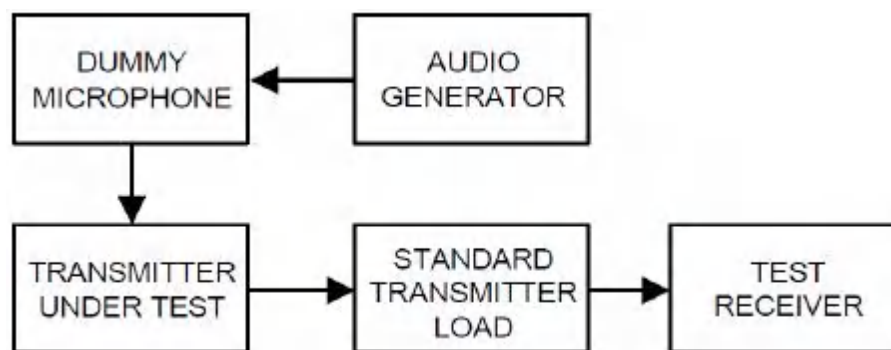 DUMMY
MICROPHONE
AUDIO
GENERATOR
TRANSMITTER
UNDER TEST
STANDARD
TRANSMITTER
LOAD
TEST
RECEIVER